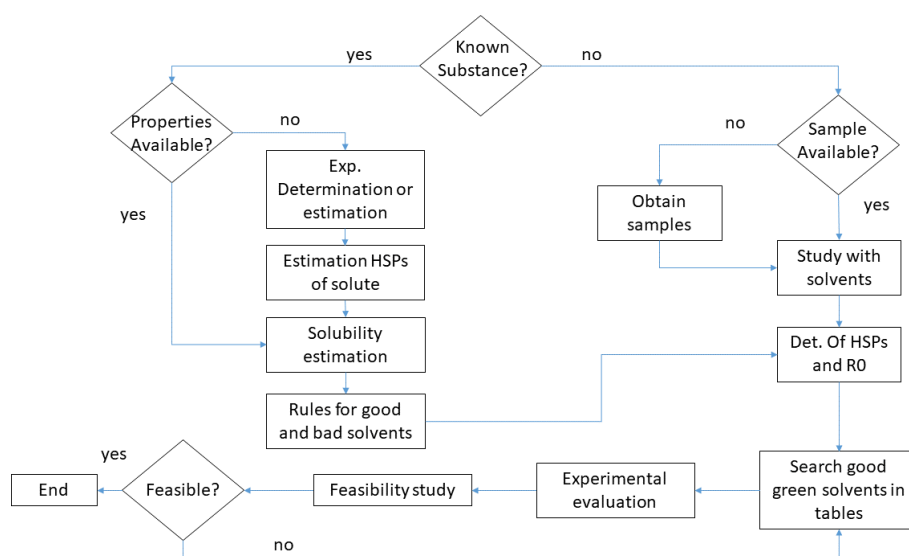 Known
Substance?
yes
no
Properties
Available?
no
Sample
Available?
no
Exp.
Determination or
estimation
yes
Obtain
samples
yes
Estimation HSPs
of solute
Study with
solvents
Solubility
estimation
Det. Of HSPs
and R0
Rules for good
and bad solvents
yes
End
Feasible?
Feasibility study
Experimental
evaluation
Search good
green solvents in
tables
no